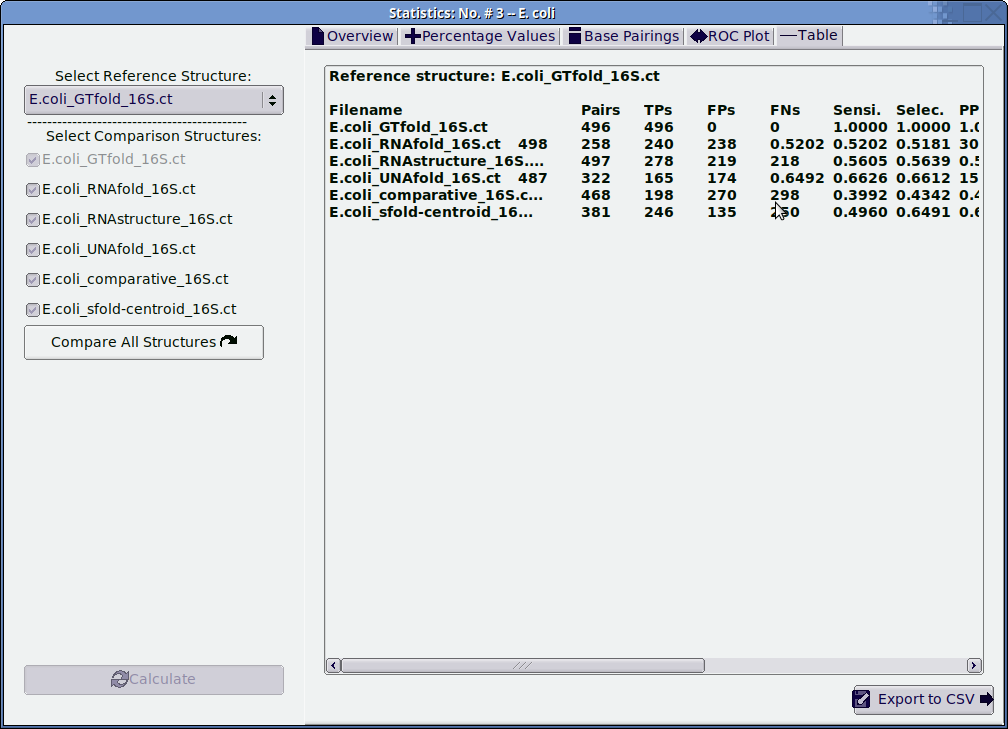 Statistics: No. # 3 -- E. coli
Overview Percentage Values Base Pairings ROC Plot Table
Select Reference Structure:
E.coli_GTfold_16S.ct
---------------------------------------------
Select Comparison Structures:
E.coli_GTfold_16S.ct
E.coli_RNAfold_16S.ct
E.coli_RNAstructure_16S.ct
E.coli_UNAfold_16S.ct
E.coli_comparative_16S.ct
E.coli_sfold-centroid_16S.ct
Compare All Structures
Calculate
Reference structure: E.coli_GTfold_16S.ct
Filename Pairs TPs FPs FNs Sensi. Selec. PP
E.coli_GTfold_16S.ct 496 496 0 0 1.0000 1.0000 1.0
E.coli_RNAfold_16S.ct 498 258 240 238 0.5202 0.5202 0.5181 30
E.coli_RNAstructure_16S.... 497 278 219 218 0.5605 0.5639 0.5
E.coli_UNAfold_16S.ct 487 322 165 174 0.6492 0.6626 0.6612 15
E.coli_comparative_16S.c... 468 198 270 298 0.3992 0.4342 0.4
E.coli_sfold-centroid_16... 381 246 135 250 0.4960 0.6491 0.6
Export to CSV